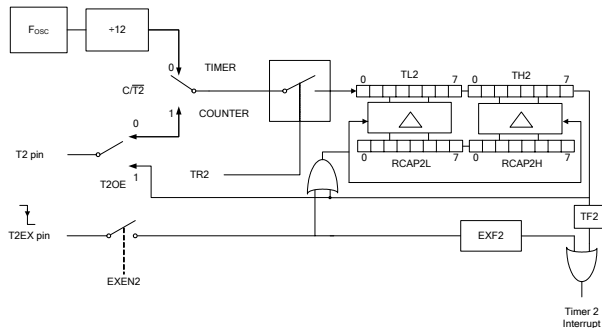 FOSC
÷12
0
TIMER
C/T2
1
COUNTER
0
T2 pin
T2OE
1
TR2
0
TL2
7
0
TH2
7
0
RCAP2L
7
0
RCAP2H
7
TF2
T2EX pin
EXEN2
EXF2
Timer 2
Interrupt